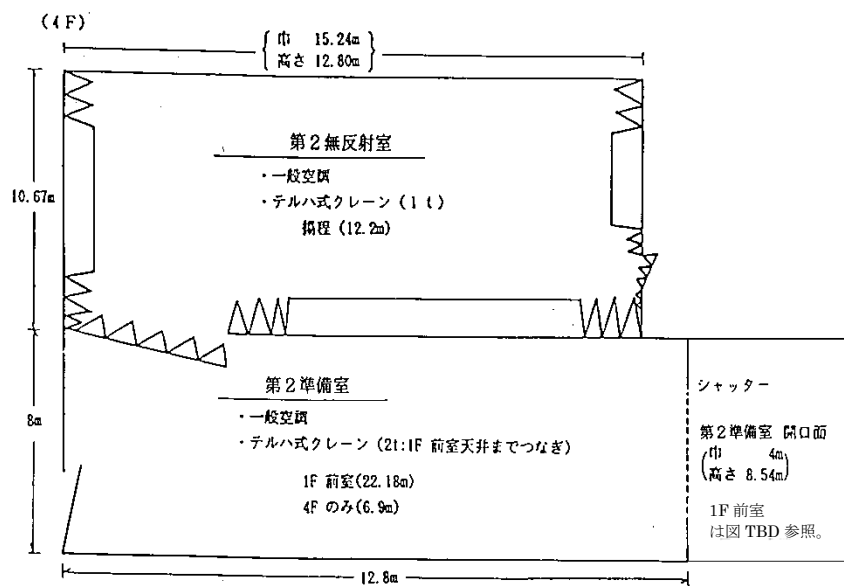 (4F)
巾 15.24m
高さ 12.80m
10.67m
第2無反射室
・一般空調
・テルハ式クレーン(1t)
揚程(12.2m)
8m
第2準備室
・一般空調
・テルハ式クレーン(2t:1F 前室天井までつなぎ)
1F 前室(22.18m)
4F のみ(6.9m)
シャッター
第2準備室 開口面
巾 4m
高さ 8.54m
1F 前室
は図 TBD 参照。
12.8m